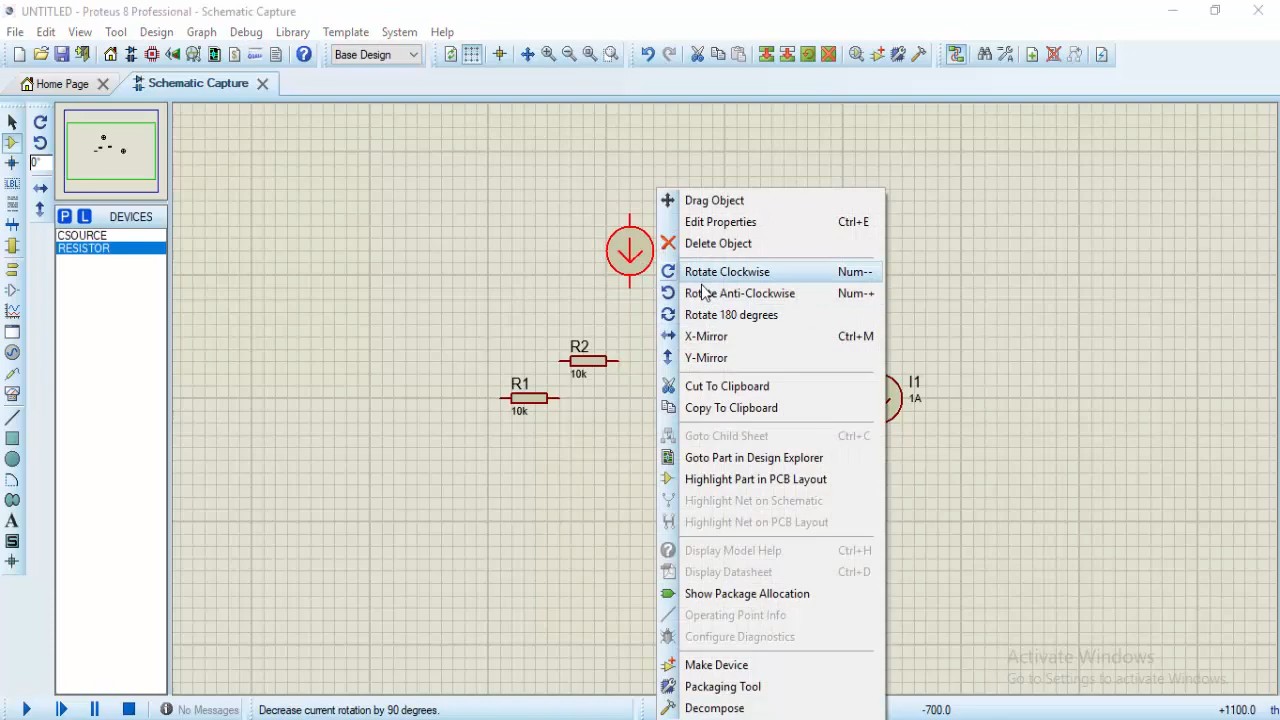 UNTITLED - Proteus 8 Professional - Schematic Capture
File Edit View Tool Design Graph Debug Library Template System Help
Base Design
Home Page
Schematic Capture
0°
LBL
P L DEVICES
CSOURCE
RESISTOR
A
S
R1
10k
R2
10k
I1
1A
Drag Object
Edit Properties Ctrl+E
Delete Object
Rotate Clockwise Num--
Rotate Anti-Clockwise Num-+
Rotate 180 degrees
X-Mirror Ctrl+M
Y-Mirror
Cut To Clipboard
Copy To Clipboard
Goto Child Sheet Ctrl+C
Goto Part in Design Explorer
Highlight Part in PCB Layout
Highlight Net on Schematic
Highlight Net on PCB Layout
Display Model Help Ctrl+H
Display Datasheet Ctrl+D
Show Package Allocation
Operating Point Info
Configure Diagnostics
Make Device
Packaging Tool
Decompose
Activate Windows
Go to Settings to activate Windows.
No Messages Decrease current rotation by 90 degrees. -700.0 +1100.0 th